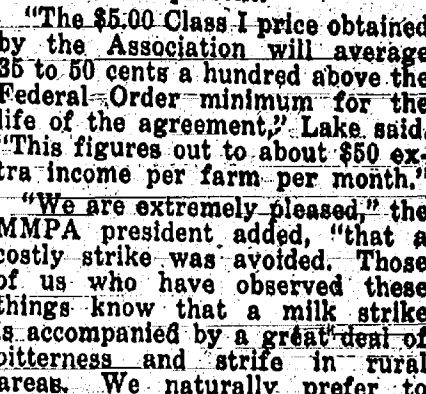 "The $5.00 Class I price obtained
by the Association will average
35 to 50 cents a hundred above the
Federal Order minimum for the
life of the agreement," Lake said.
"This figures out to about $50 ex-
tra income per farm per month."
"We are extremely pleased," the
MMPA president added, "that a
costly strike was avoided. Those
of us who have observed these
things know that a milk strike
is accompanied by a great deal of
bitterness and strife in rural
areas. We naturally prefer to